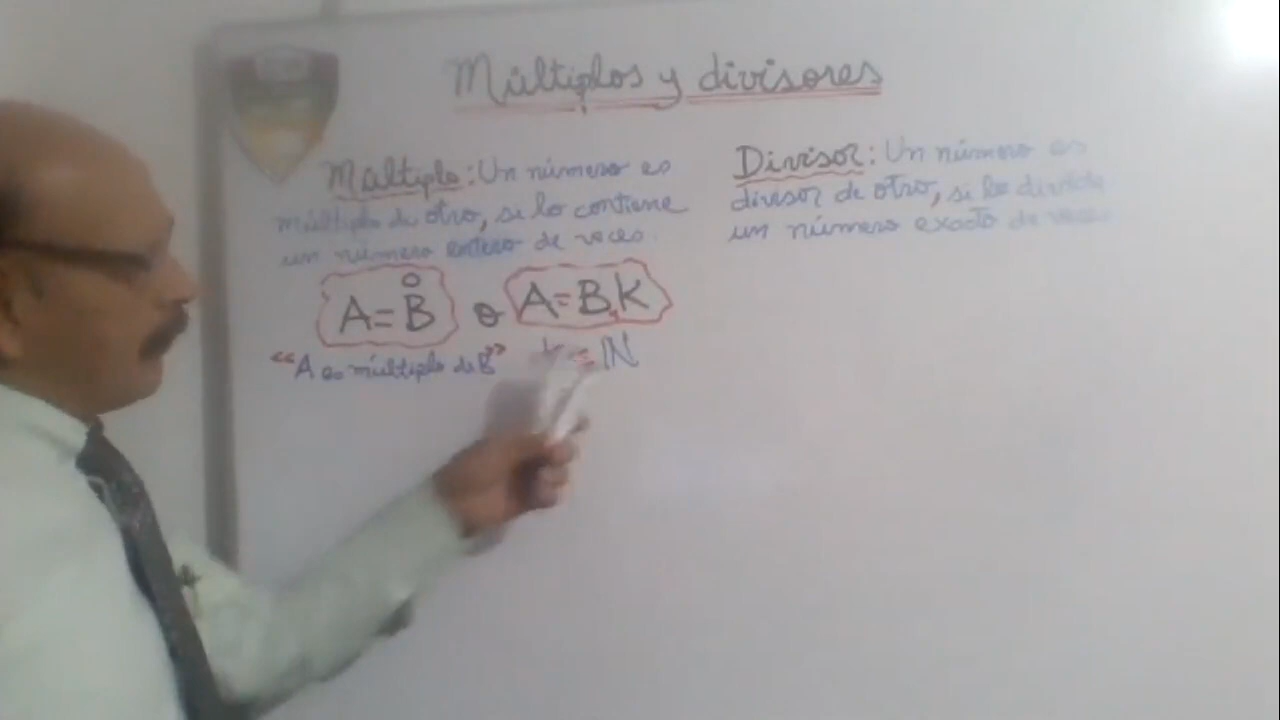 Múltiplos y divisores
Múltiplo: Un número es
múltiplo de otro, si lo contiene
un número entero de veces.
A = B̊ o A = B.K
"A es múltiplo de B" k ∈ ℕ
Divisor: Un número es
divisor de otro, si lo divide
un número exacto de veces